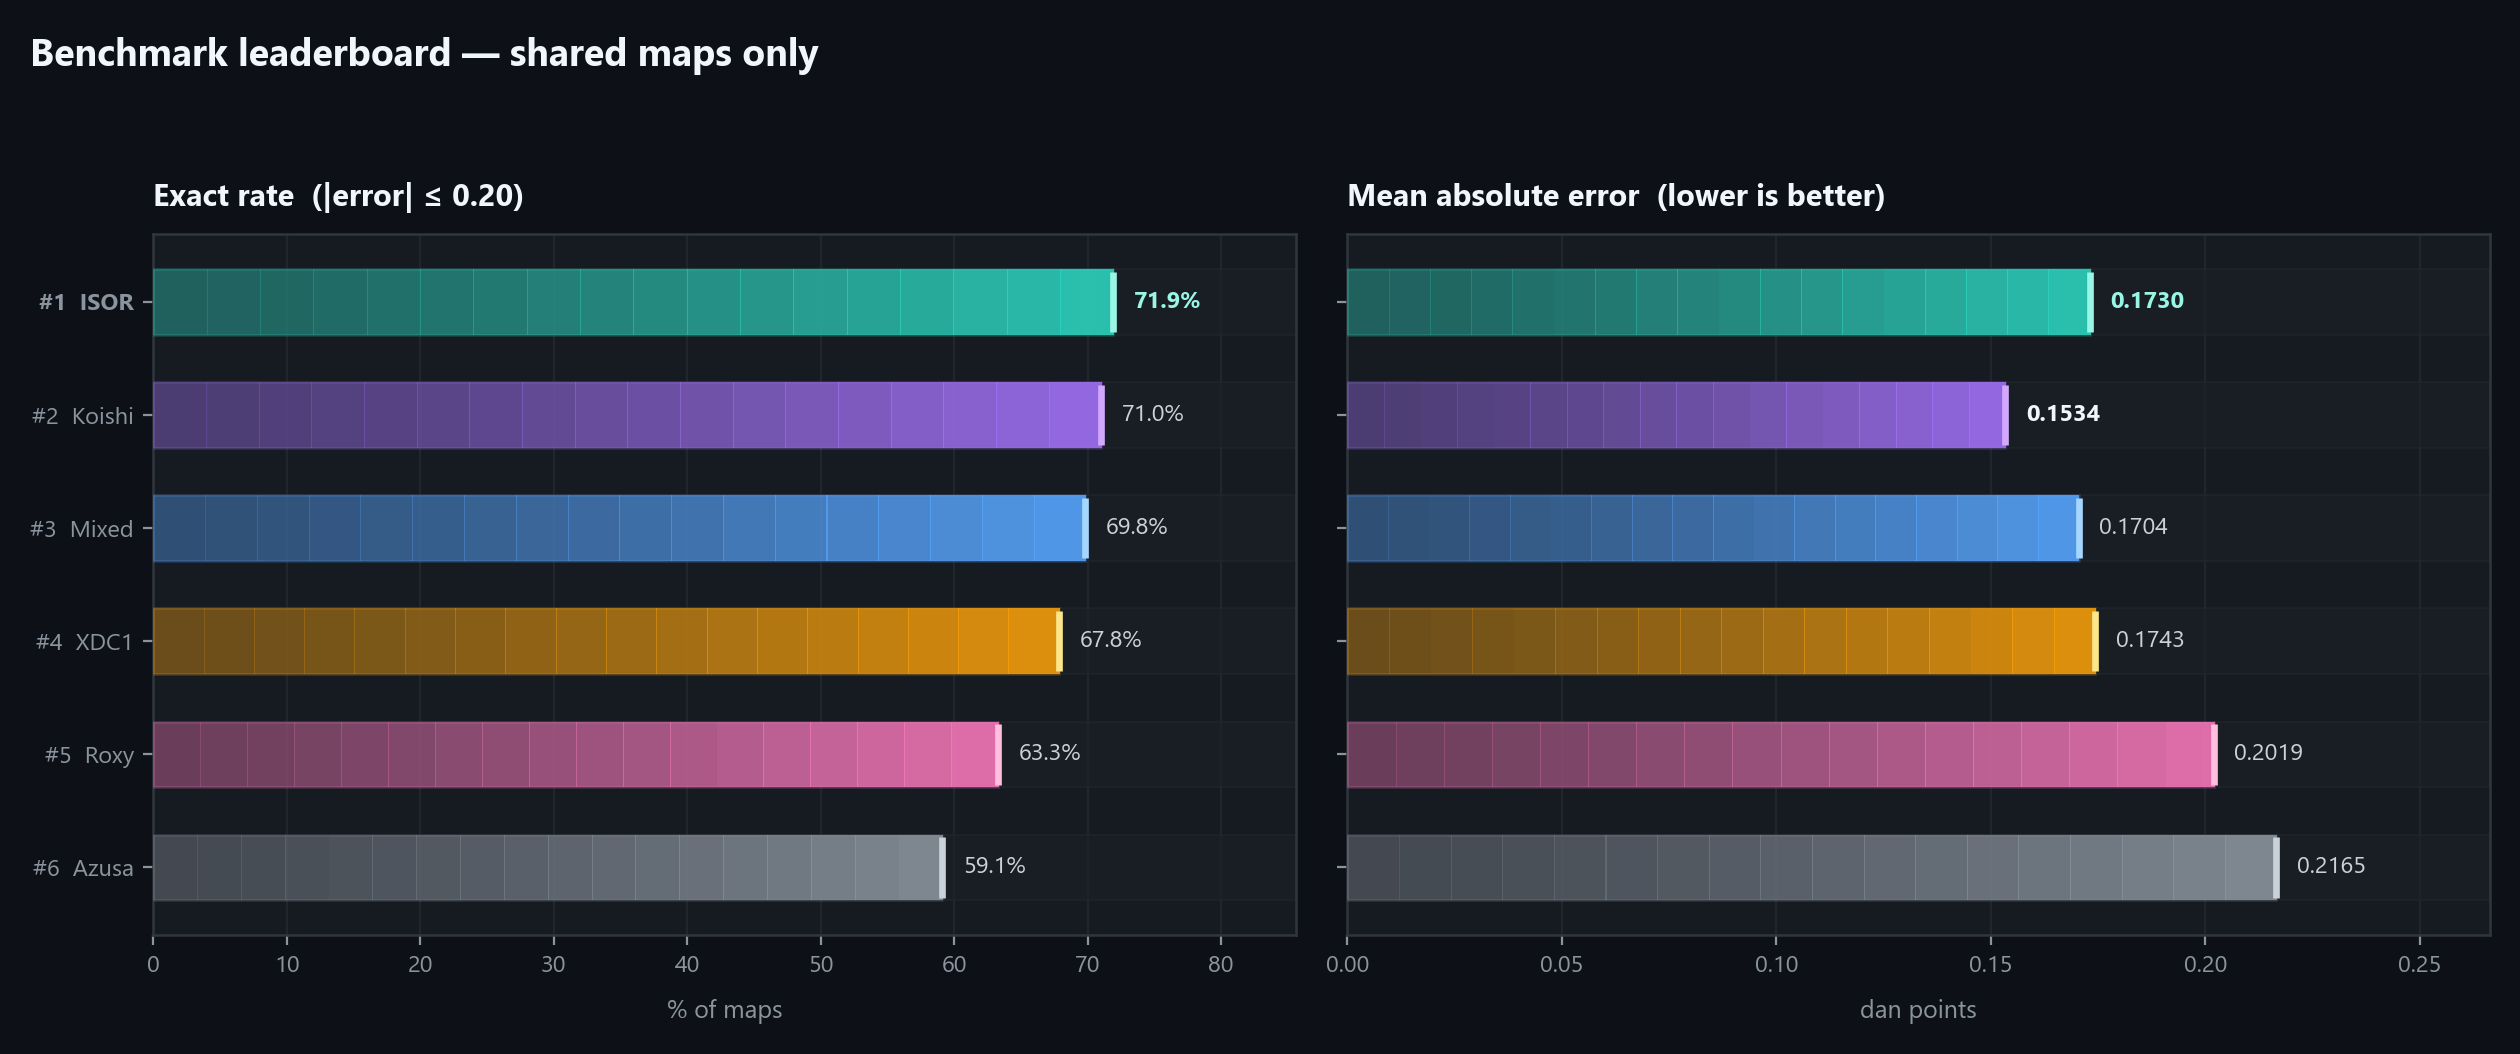 Benchmark leaderboard — shared maps only
Exact rate (|error| ≤ 0.20)
#1 ISOR
71.9%
#2 Koishi
71.0%
#3 Mixed
69.8%
#4 XDC1
67.8%
#5 Roxy
63.3%
#6 Azusa
59.1%
0 10 20 30 40 50 60 70 80
% of maps
Mean absolute error (lower is better)
0.1730
0.1534
0.1704
0.1743
0.2019
0.2165
0.00 0.05 0.10 0.15 0.20 0.25
dan points